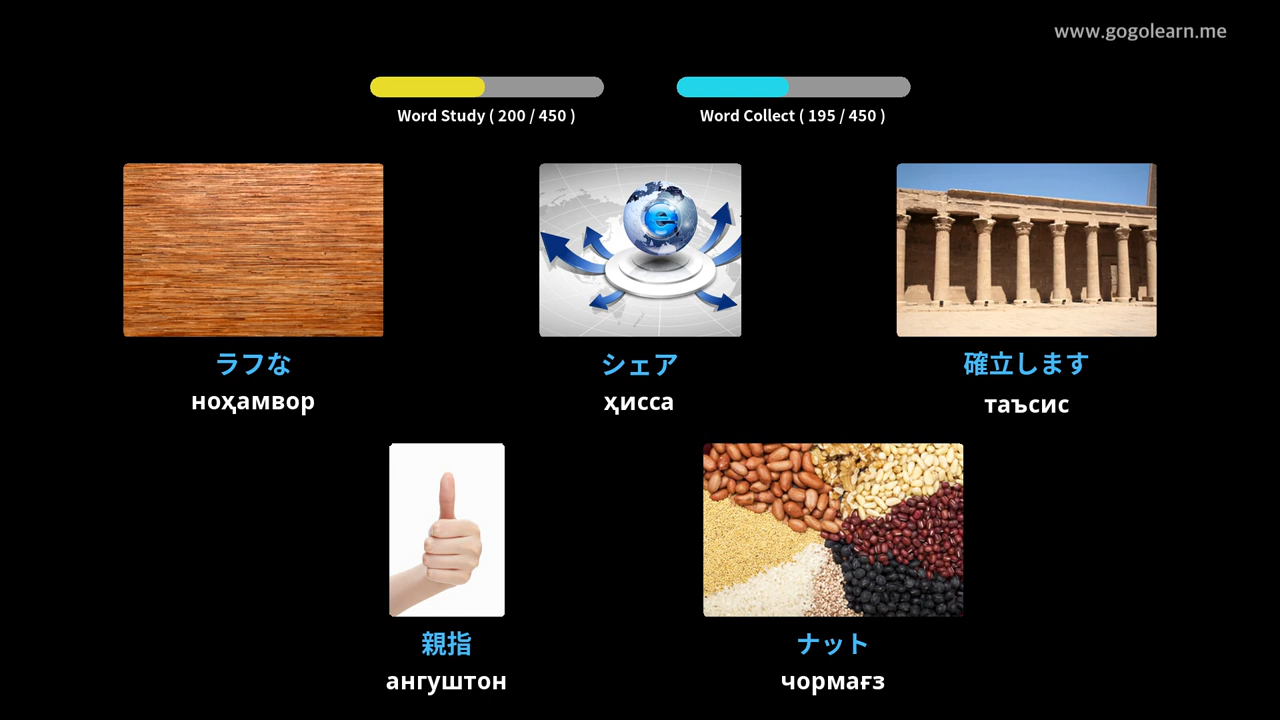 www.gogolearn.me
Word Study ( 200 / 450 )
Word Collect ( 195 / 450 )
ラフな
ноҳамвор
シェア
ҳисса
確立します
таъсис
親指
ангуштон
ナット
чормағз